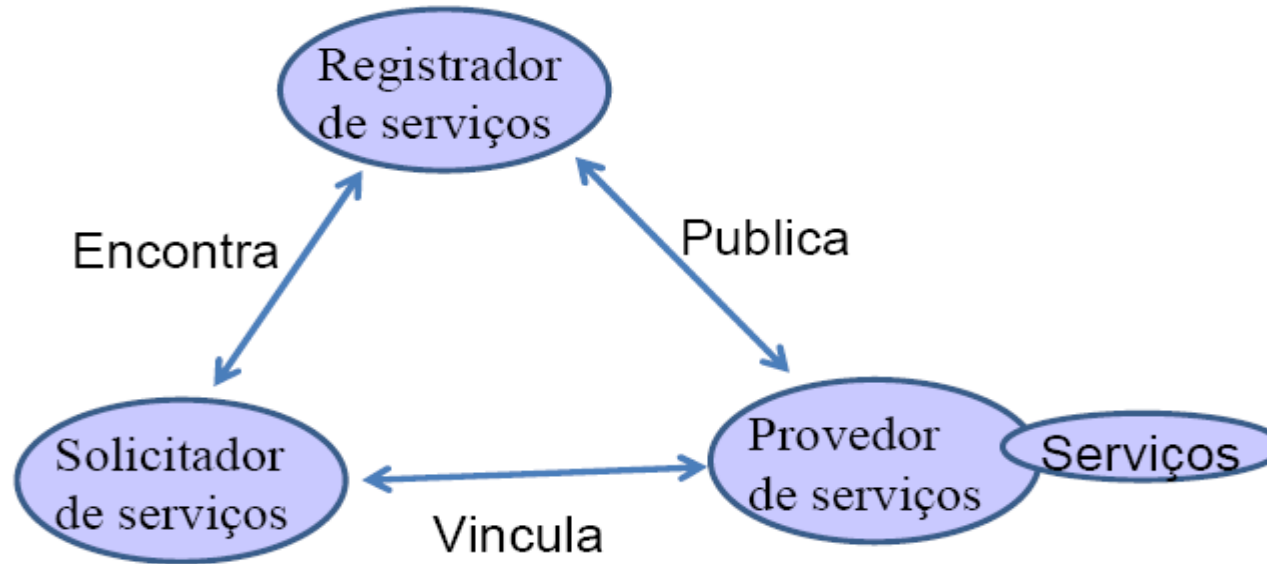 Registrador
de serviços
Encontra
Publica
Solicitador
de serviços
Vincula
Provedor
de serviços
Serviços